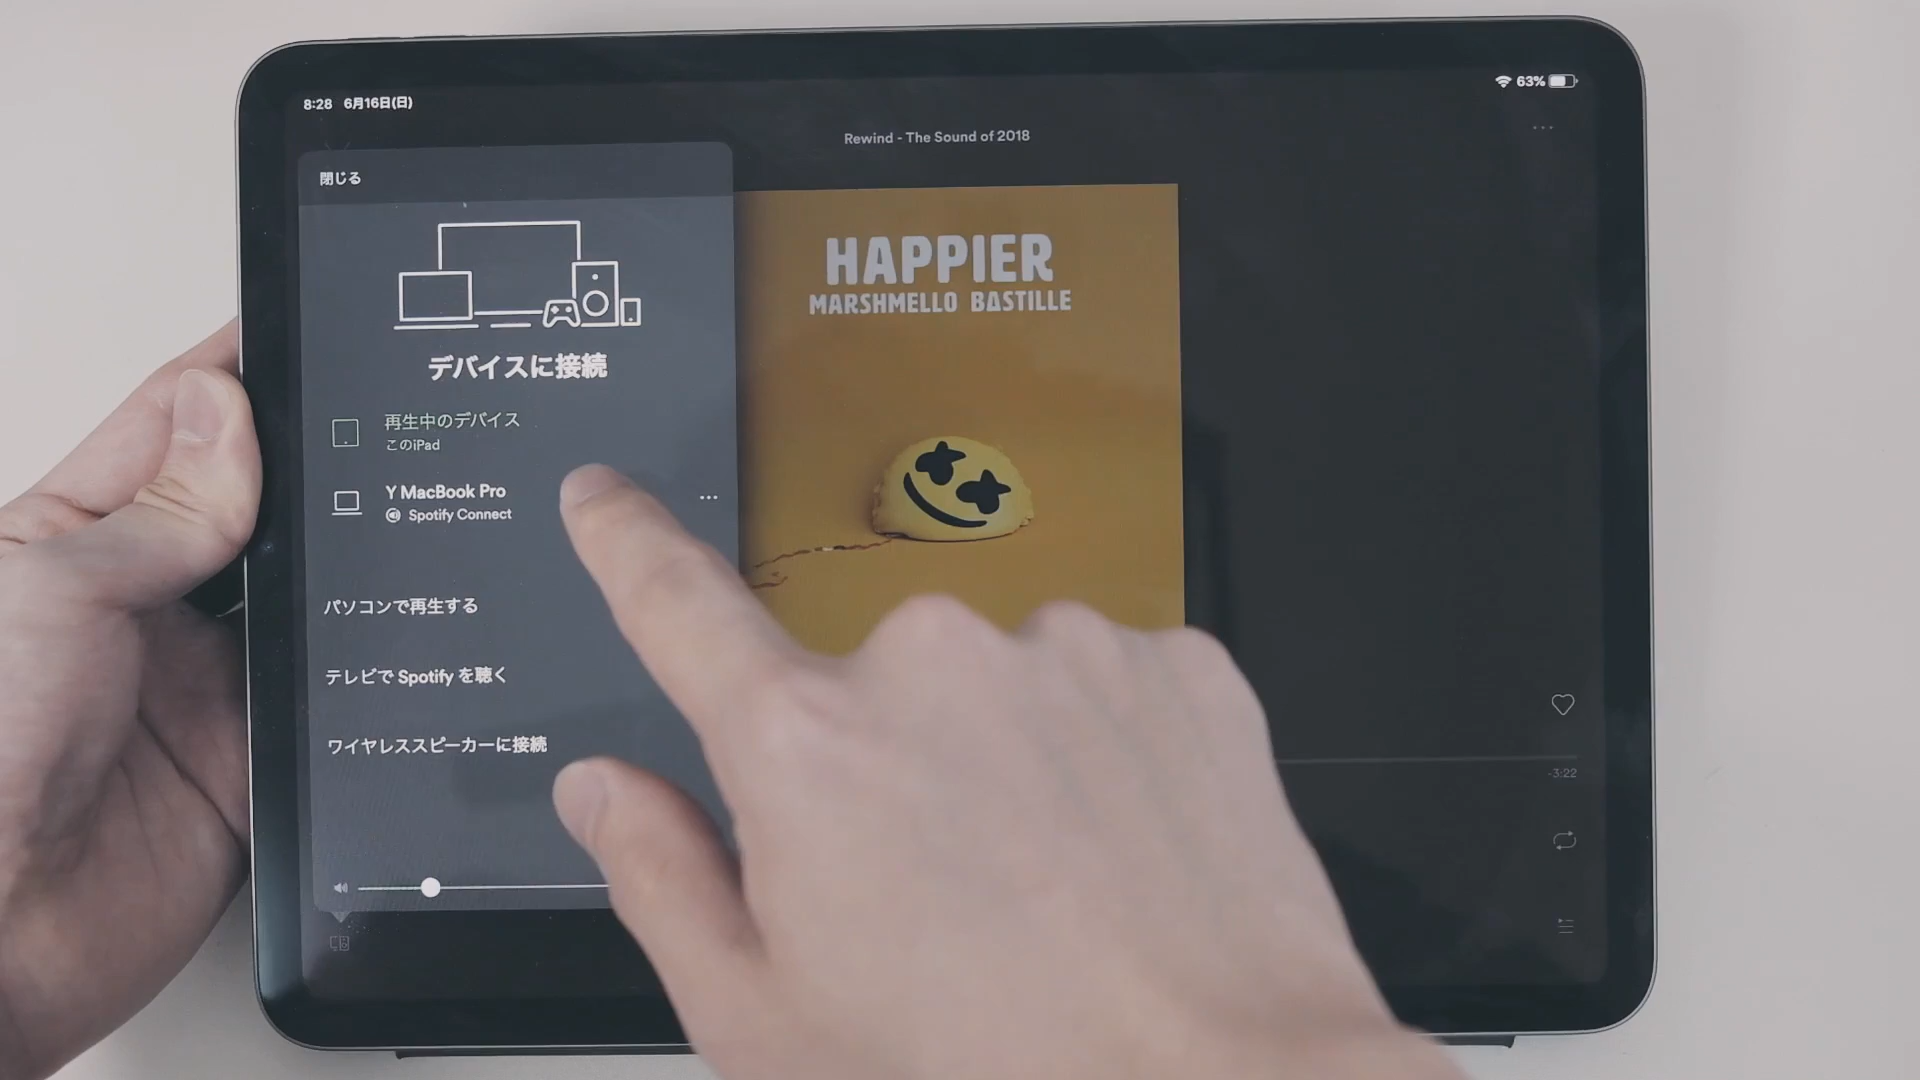 8:28 6月16日(日)
63%
Rewind - The Sound of 2018
閉じる
HAPPIER
MARSHMELLO BASTILLE
デバイスに接続
再生中のデバイス
このiPad
Y MacBook Pro
Spotify Connect
パソコンで再生する
テレビで Spotify を聴く
ワイヤレススピーカーに接続
-3:22